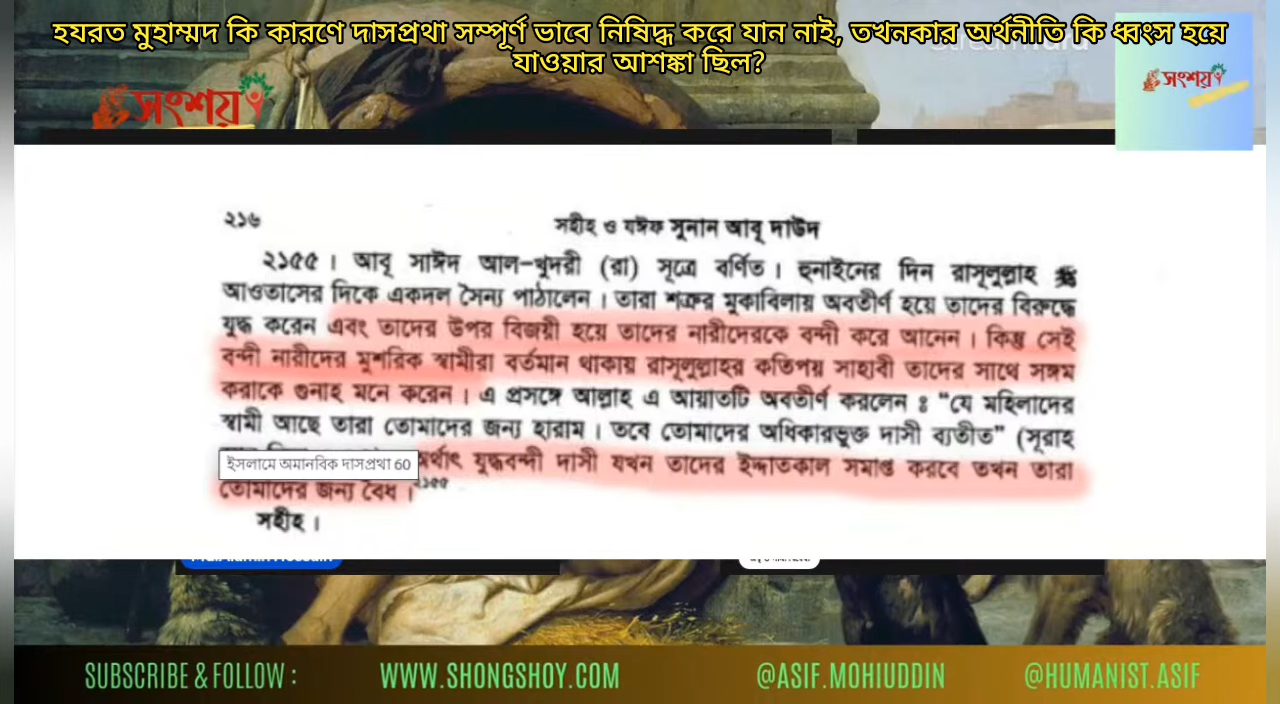 হযরত মুহাম্মদ কি কারণে দাসপ্রথা সম্পূর্ণ ভাবে নিষিদ্ধ করে যান নাই, তখনকার অর্থনীতি কি ধ্বংস হয়ে
যাওয়ার আশঙ্কা ছিল?
সংশয়
সংশয়
২১৬
সহীহ ও যঈফ সুনান আবূ দাউদ
২১৫৫। আবূ সাঈদ আল-খুদরী (রা) সূত্রে বর্ণিত। হুনাইনের দিন রাসূলুল্লাহ ﷺ
আওতাসের দিকে একদল সৈন্য পাঠালেন। তারা শত্রুর মুকাবিলায় অবতীর্ণ হয়ে তাদের বিরুদ্ধে
যুদ্ধ করেন এবং তাদের উপর বিজয়ী হয়ে তাদের নারীদেরকে বন্দী করে আনেন। কিন্তু সেই
বন্দী নারীদের মুশরিক স্বামীরা বর্তমান থাকায় রাসূলুল্লাহর কতিপয় সাহাবী তাদের সাথে সঙ্গম
করাকে গুনাহ মনে করেন। এ প্রসঙ্গে আল্লাহ এ আয়াতটি অবতীর্ণ করলেন ঃ “যে মহিলাদের
স্বামী আছে তারা তোমাদের জন্য হারাম। তবে তোমাদের অধিকারভুক্ত দাসী ব্যতীত” (সূরাহ
অর্থাৎ যুদ্ধবন্দী দাসী যখন তাদের ইদ্দাতকাল সমাপ্ত করবে তখন তারা
ইসলামে অমানবিক দাসপ্রথা 60
তোমাদের জন্য বৈধ।২১৫৫
সহীহ।
SUBSCRIBE & FOLLOW :
WWW.SHONGSHOY.COM
@ASIF.MOHIUDDIN
@HUMANIST.ASIF